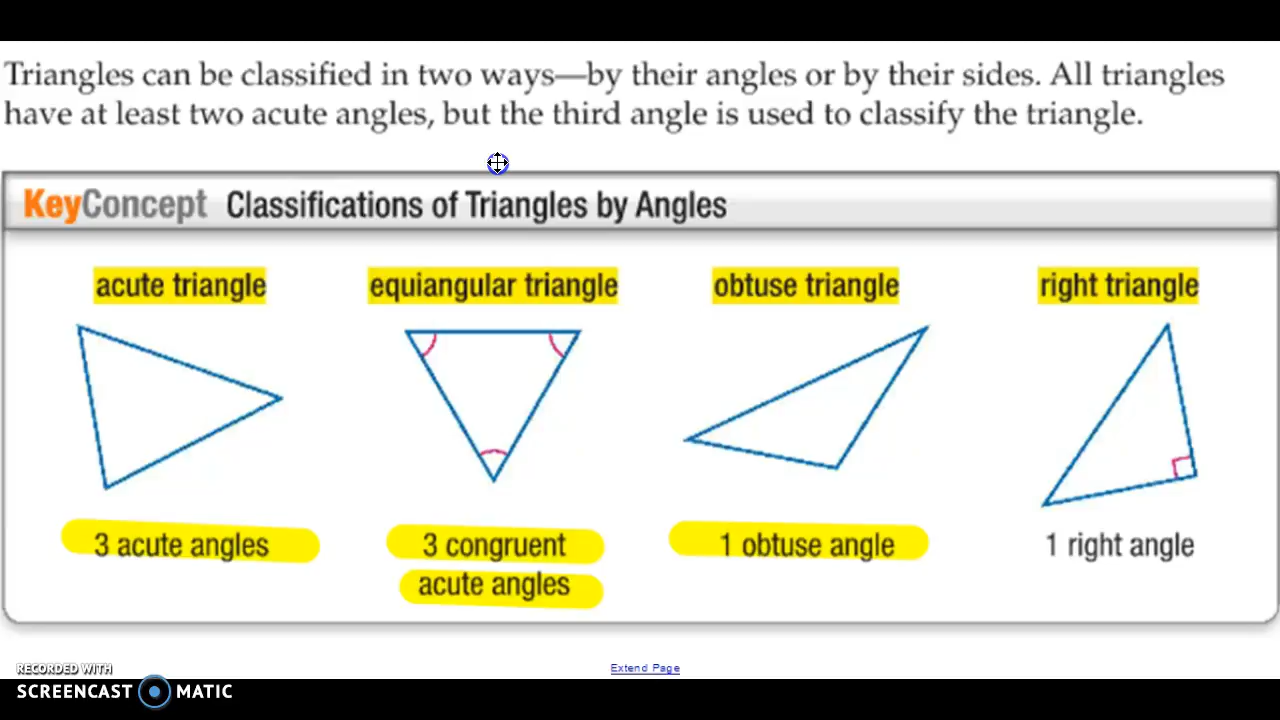 Triangles can be classified in two ways—by their angles or by their sides. All triangles
have at least two acute angles, but the third angle is used to classify the triangle.
KeyConcept Classifications of Triangles by Angles
acute triangle equiangular triangle obtuse triangle right triangle
3 acute angles 3 congruent 1 obtuse angle 1 right angle
acute angles
Extend Page
RECORDED WITH
SCREENCAST MATIC